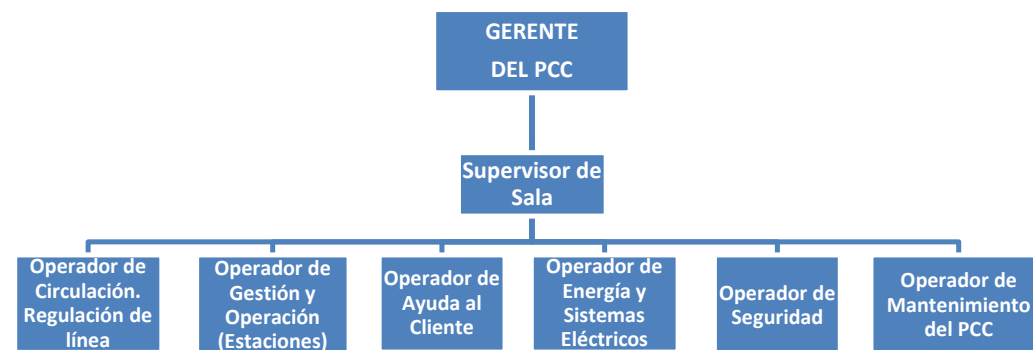 GERENTE
DEL PCC
Supervisor de
Sala
Operador de
Circulación.
Regulación de
línea
Operador de
Gestión y
Operación
(Estaciones)
Operador de
Ayuda al
Cliente
Operador de
Energía y
Sistemas
Eléctricos
Operador de
Seguridad
Operador de
Mantenimiento
del PCC